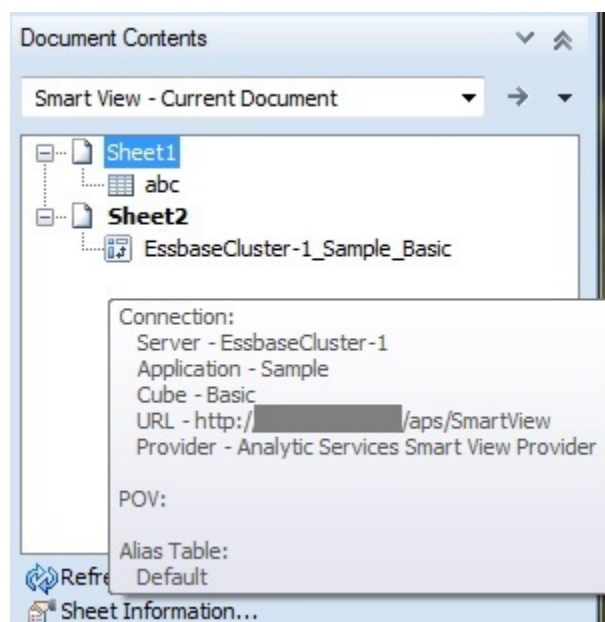 Document Contents
Smart View - Current Document
Sheet1
abc
Sheet2
EssbaseCluster-1_Sample_Basic
Connection:
Server - EssbaseCluster-1
Application - Sample
Cube - Basic
URL - http:/ /aps/SmartView
Provider - Analytic Services Smart View Provider
POV:
Alias Table:
Default
Refre
Sheet Information...